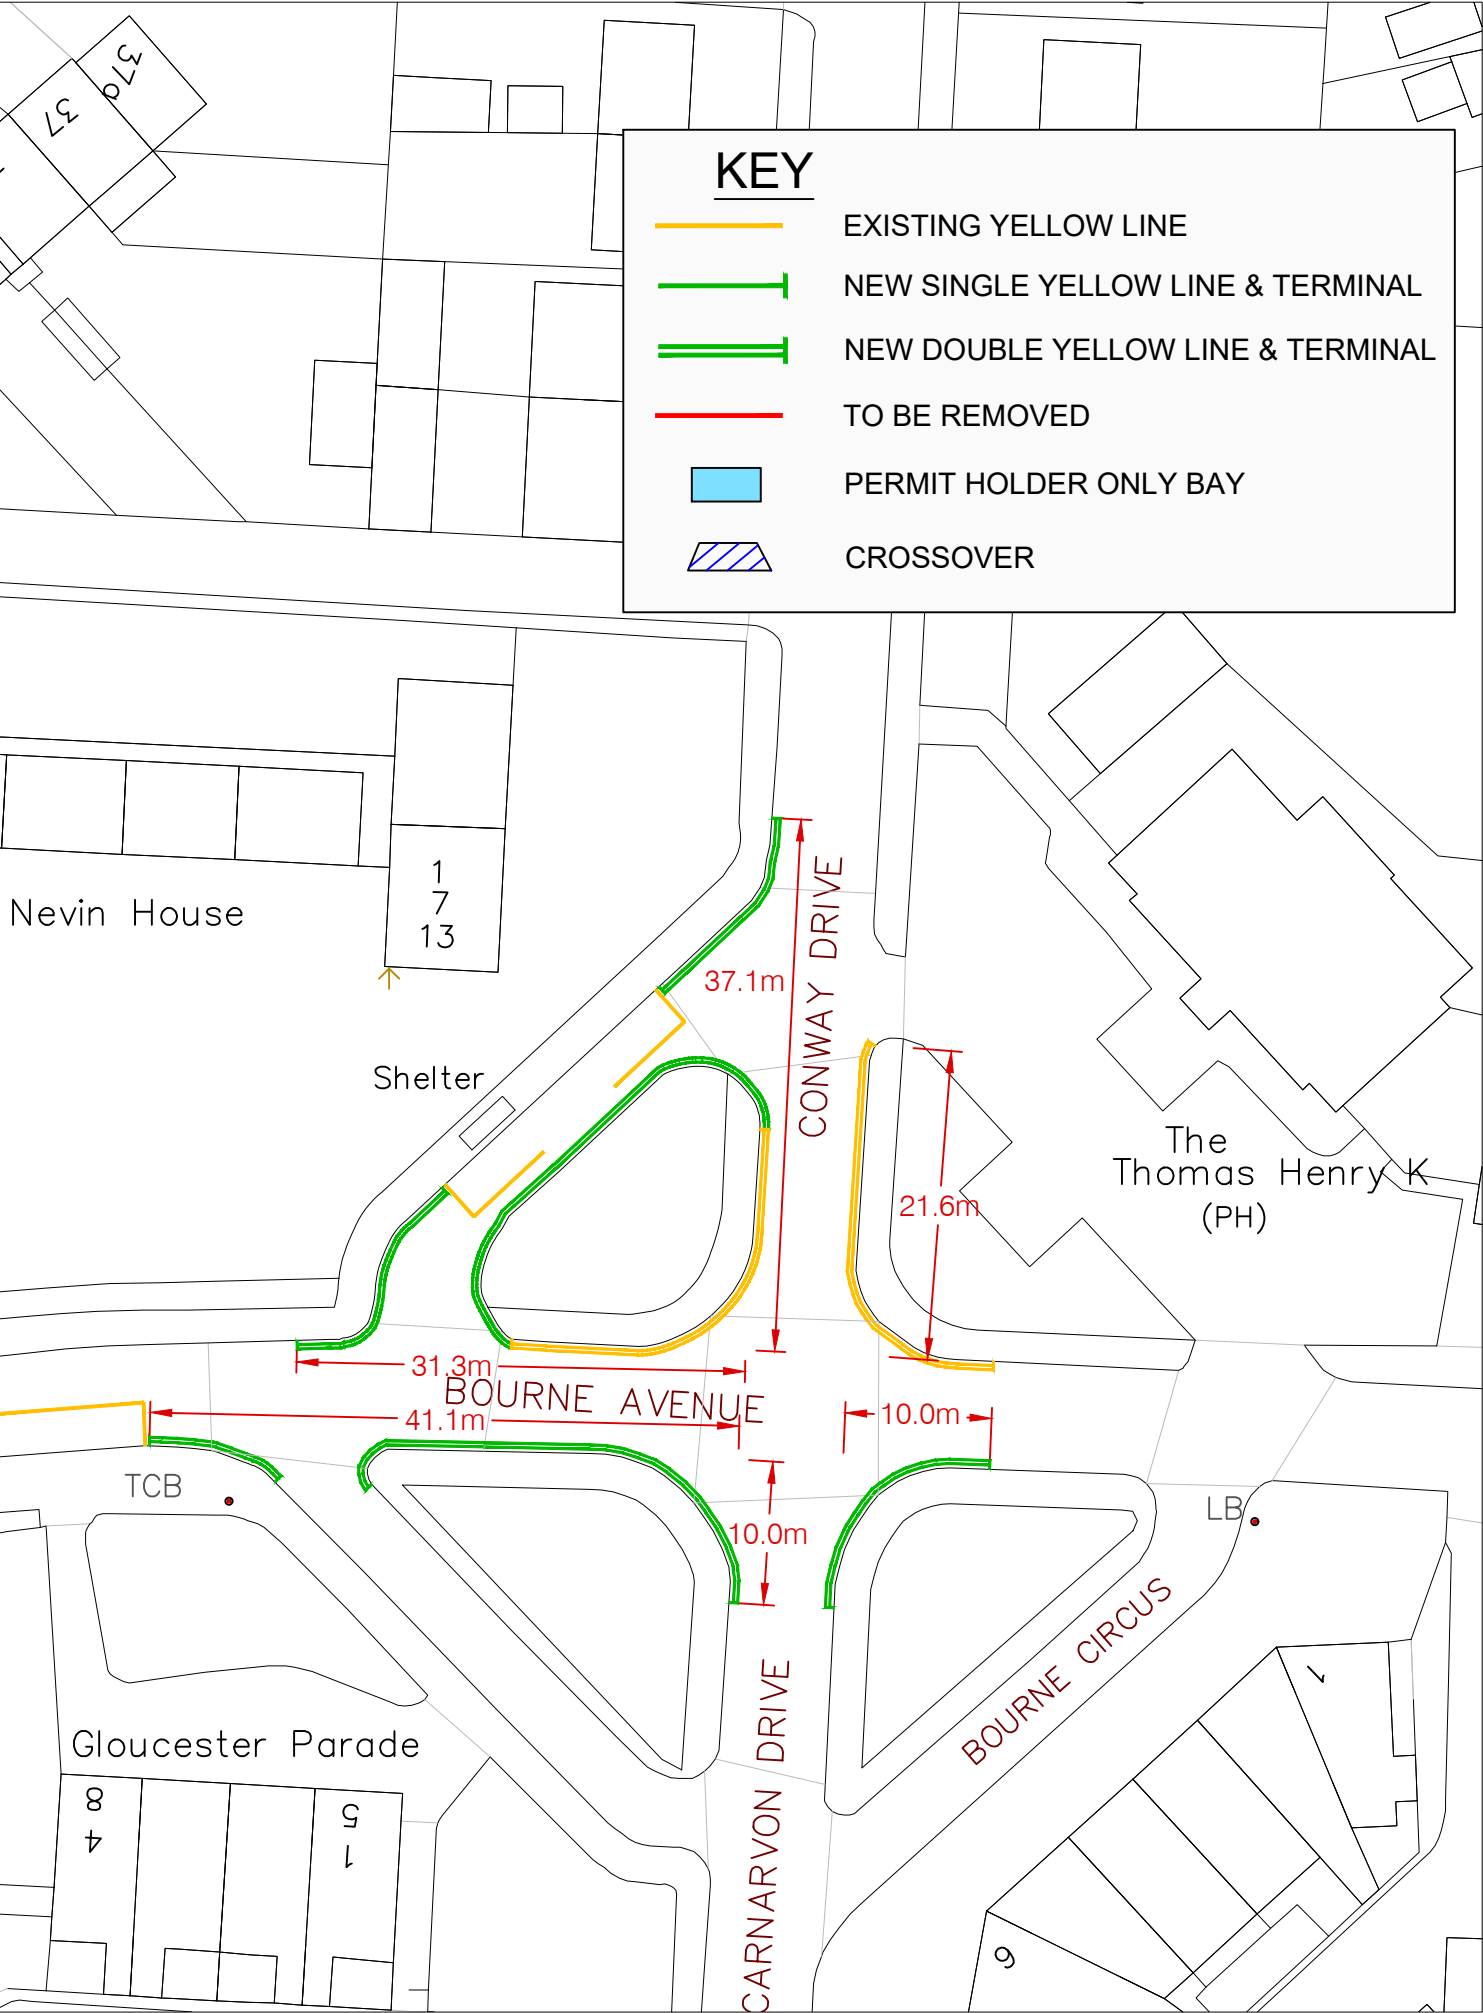 37a
37
KEY
EXISTING YELLOW LINE
NEW SINGLE YELLOW LINE & TERMINAL
NEW DOUBLE YELLOW LINE & TERMINAL
TO BE REMOVED
PERMIT HOLDER ONLY BAY
CROSSOVER
1
7
13
Nevin House
37.1m
CONWAY DRIVE
Shelter
21.6m
The
Thomas Henry K
(PH)
31.3m
BOURNE AVENUE
41.1m
10.0m
TCB
LB
10.0m
BOURNE CIRCUS
CARNARVON DRIVE
Gloucester Parade
8
4
5
1
1
9